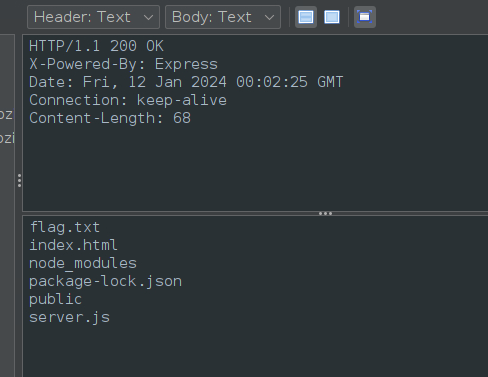 Header: Text Body: Text
HTTP/1.1 200 OK
X-Powered-By: Express
Date: Fri, 12 Jan 2024 00:02:25 GMT
Connection: keep-alive
Content-Length: 68
flag.txt
index.html
node_modules
package-lock.json
public
server.js